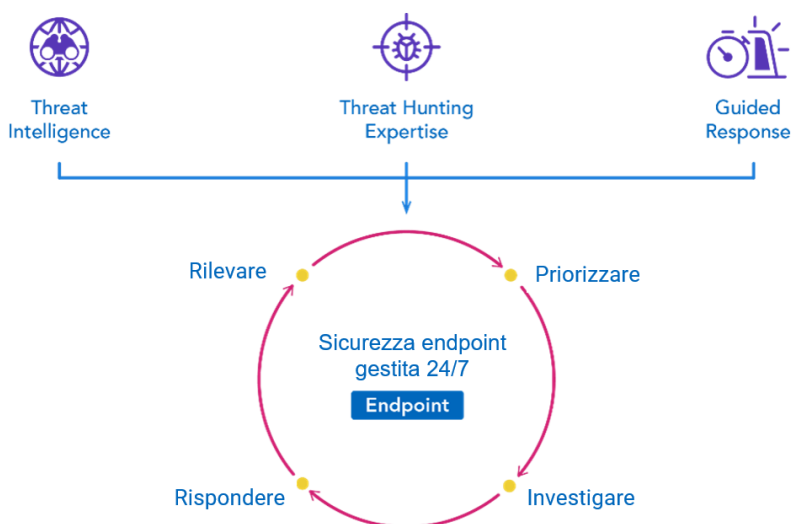 Threat
Intelligence
Threat Hunting
Expertise
Guided
Response
Rilevare
Priorizzare
Sicurezza endpoint
gestita 24/7
Endpoint
Rispondere
Investigare